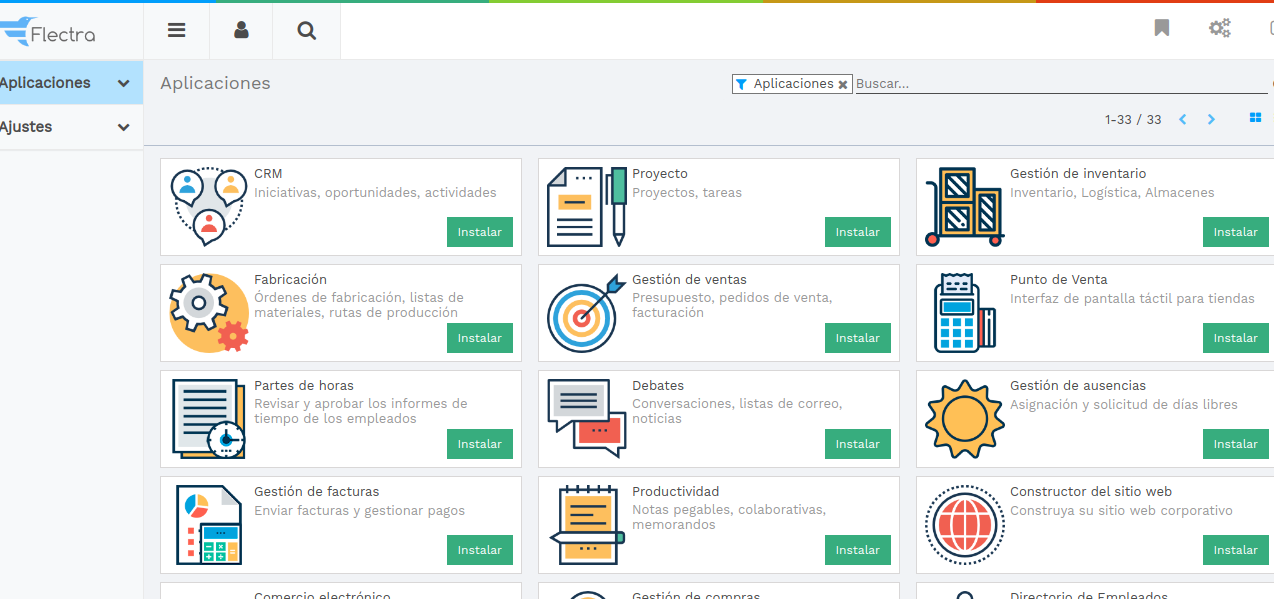 Flectra
Aplicaciones
Ajustes
Aplicaciones
Aplicaciones
Buscar...
1-33 / 33
CRM
Iniciativas, oportunidades, actividades
Instalar
Proyecto
Proyectos, tareas
Instalar
Gestión de inventario
Inventario, Logística, Almacenes
Instalar
Fabricación
Órdenes de fabricación, listas de
materiales, rutas de producción
Instalar
Gestión de ventas
Presupuesto, pedidos de venta,
facturación
Instalar
Punto de Venta
Interfaz de pantalla táctil para tiendas
Instalar
Partes de horas
Revisar y aprobar los informes de
tiempo de los empleados
Instalar
Debates
Conversaciones, listas de correo,
noticias
Instalar
Gestión de ausencias
Asignación y solicitud de días libres
Instalar
Gestión de facturas
Enviar facturas y gestionar pagos
Instalar
Productividad
Notas pegables, colaborativas,
memorandos
Instalar
Constructor del sitio web
Construya su sitio web corporativo
Instalar
Comercio electrónico
Gestión de compras
Directorio de Empleados